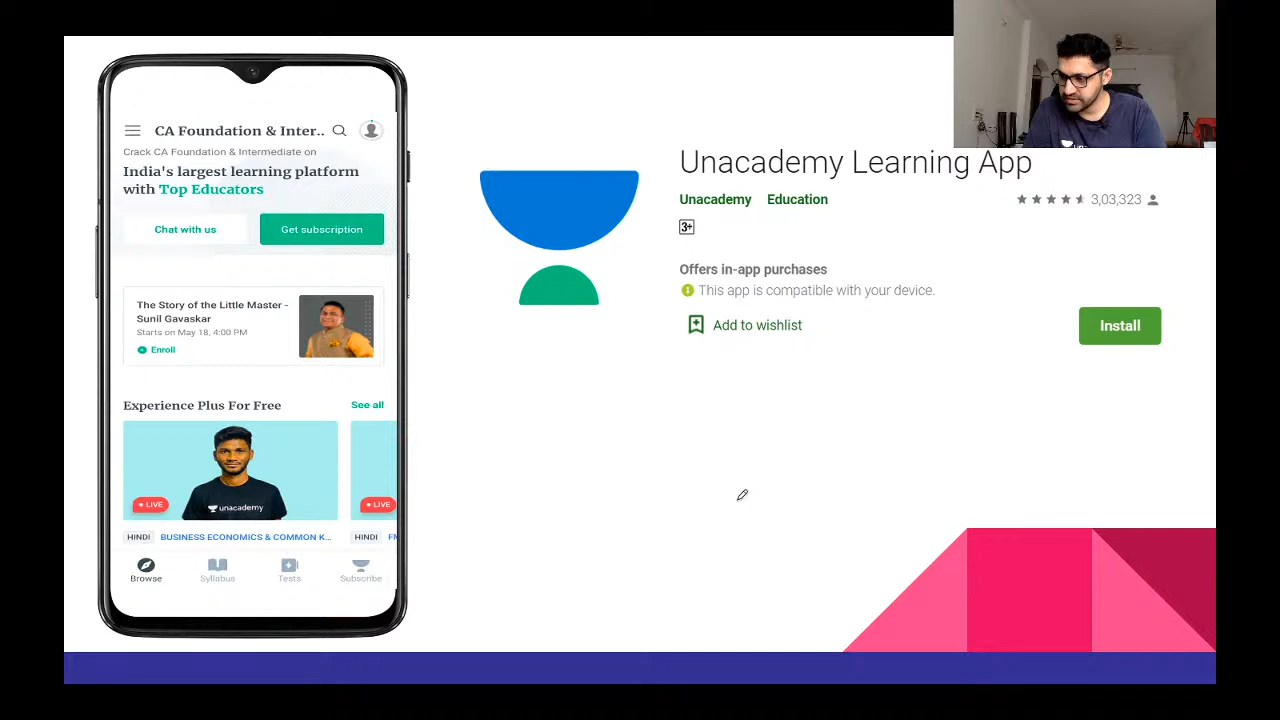 CA Foundation & Inter..
Crack CA Foundation & Intermediate on
India's largest learning platform
with Top Educators
Chat with us
Get subscription
The Story of the Little Master -
Sunil Gavaskar
Starts on May 18, 4:00 PM
Enroll
Experience Plus For Free
See all
LIVE
unacademy
LIVE
HINDI
BUSINESS ECONOMICS & COMMON K...
HINDI
Browse
Syllabus
Tests
Subscribe
Unacademy Learning App
Unacademy Education
3,03,323
3+
Offers in-app purchases
This app is compatible with your device.
Add to wishlist
Install